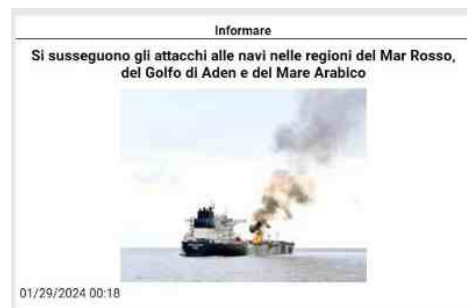 Informare
Si susseguono gli attacchi alle navi nelle regioni del Mar Rosso,
del Golfo di Aden e del Mare Arabico
01/29/2024 00:18